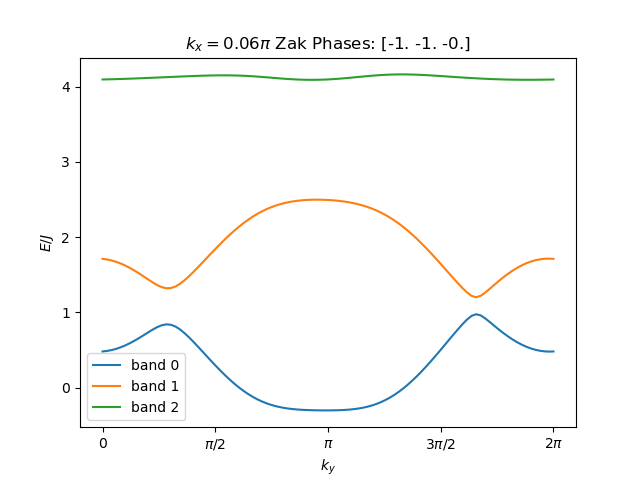 $k_x = 0.06\pi$ Zak Phases: [-1. -1. -0.]
E/J
4
3
2
1
0
band 0
band 1
band 2
0 π/2 π 3π/2 2π
$k_y$